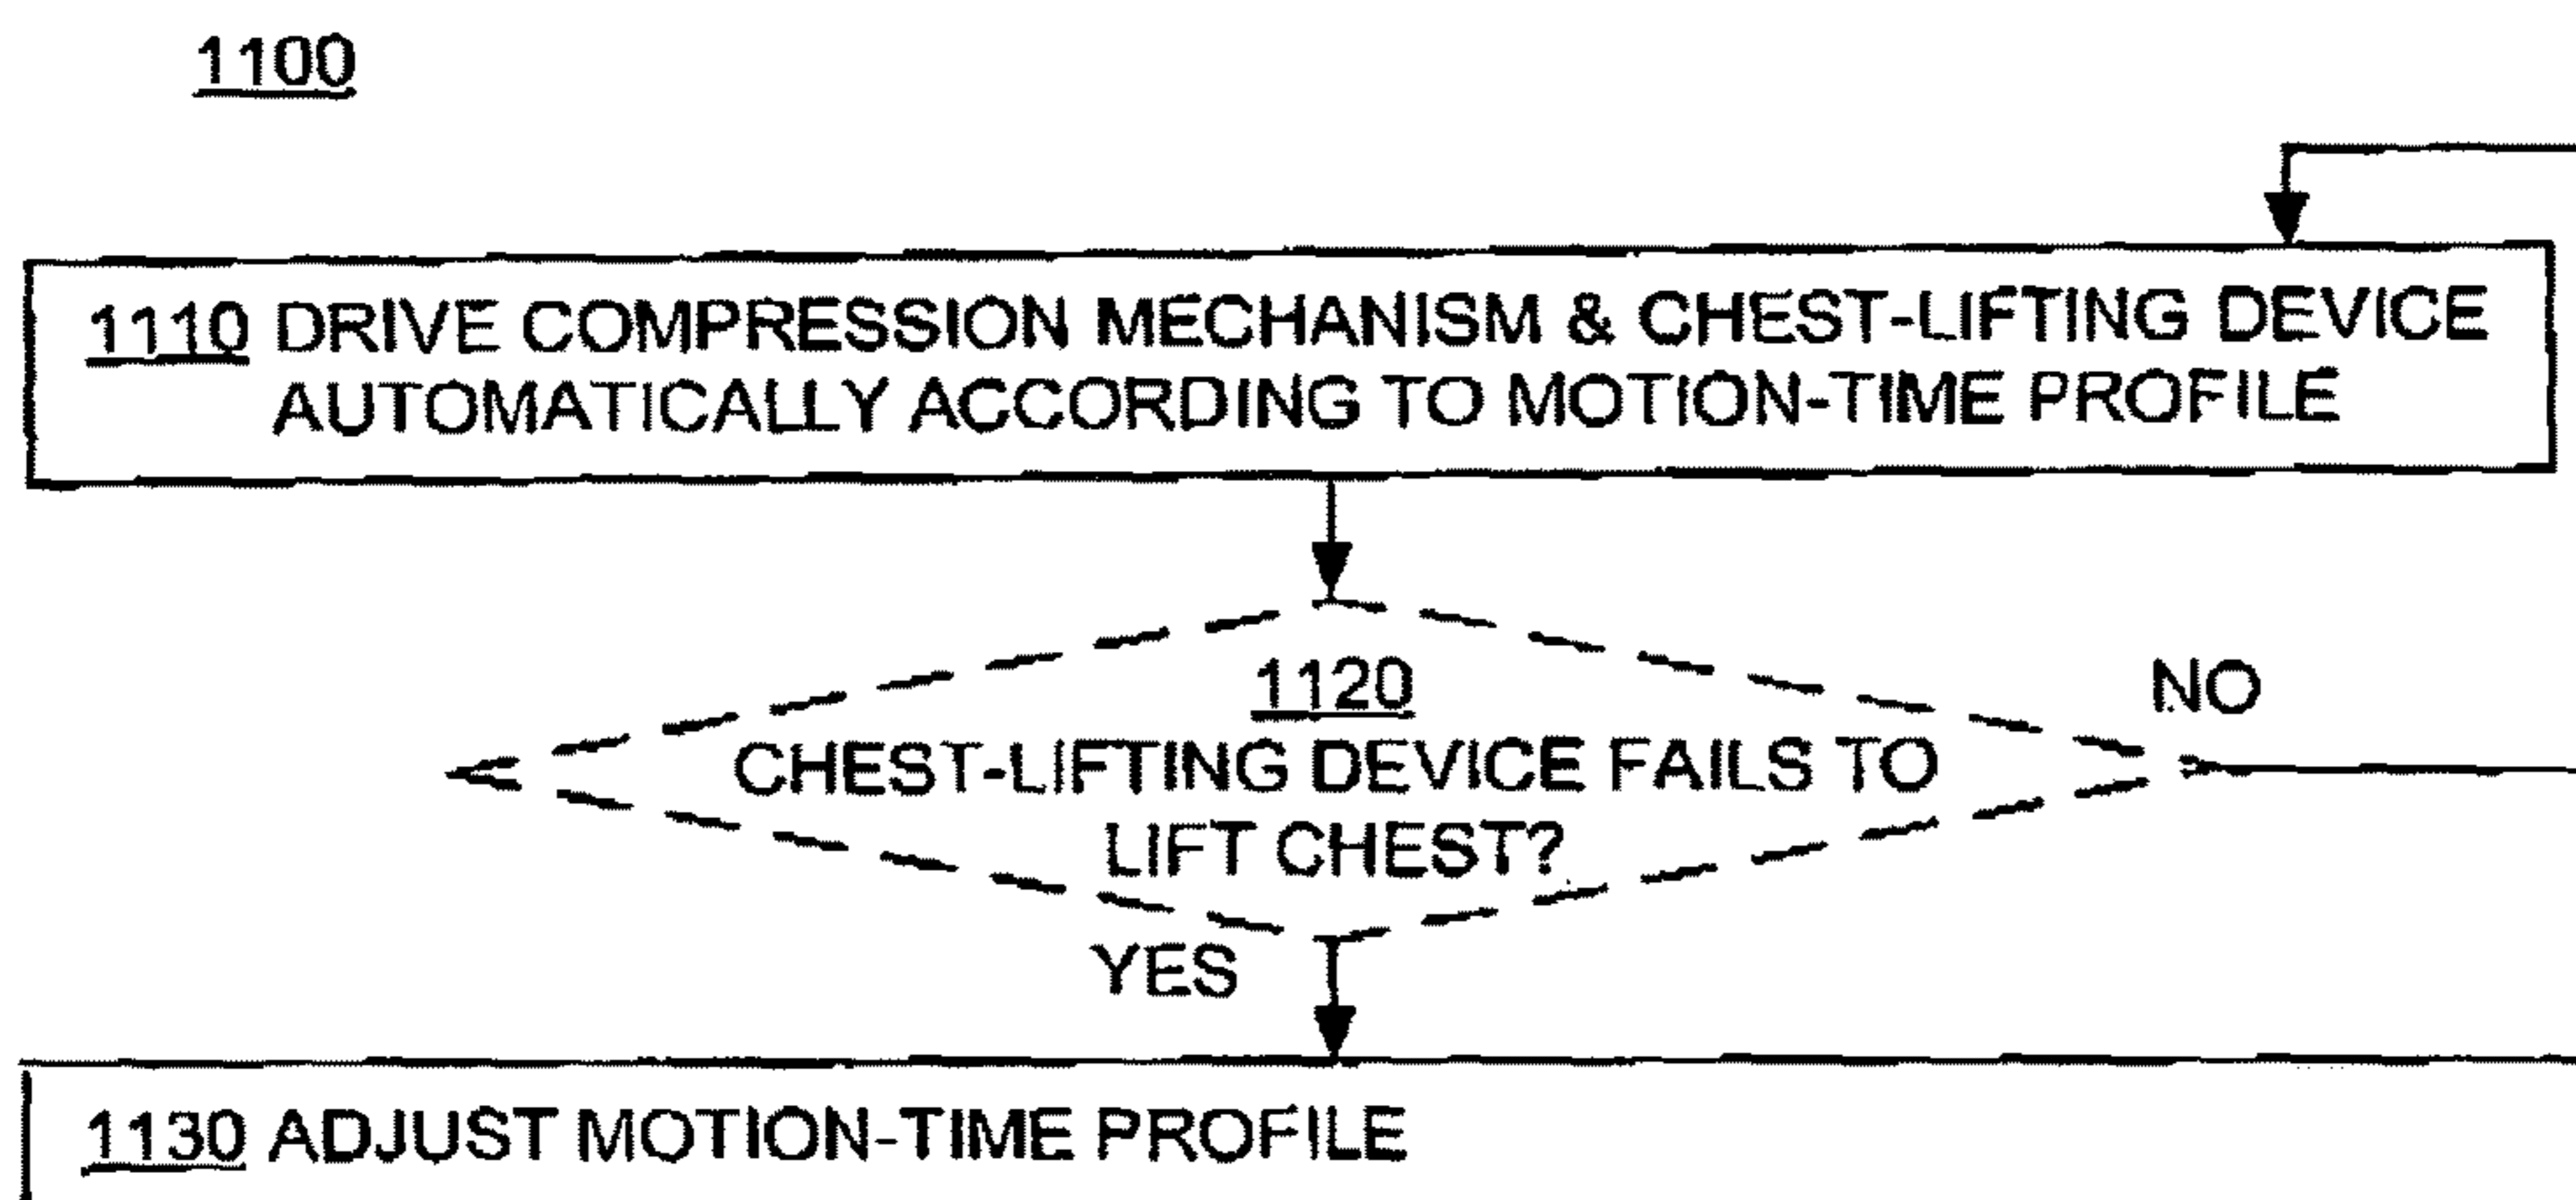 1100
1110 DRIVE COMPRESSION MECHANISM & CHEST-LIFTING DEVICE
AUTOMATICALLY ACCORDING TO MOTION-TIME PROFILE
1120
NO
CHEST-LIFTING DEVICE FAILS TO
LIFT CHEST?
YES
1130 ADJUST MOTION-TIME PROFILE